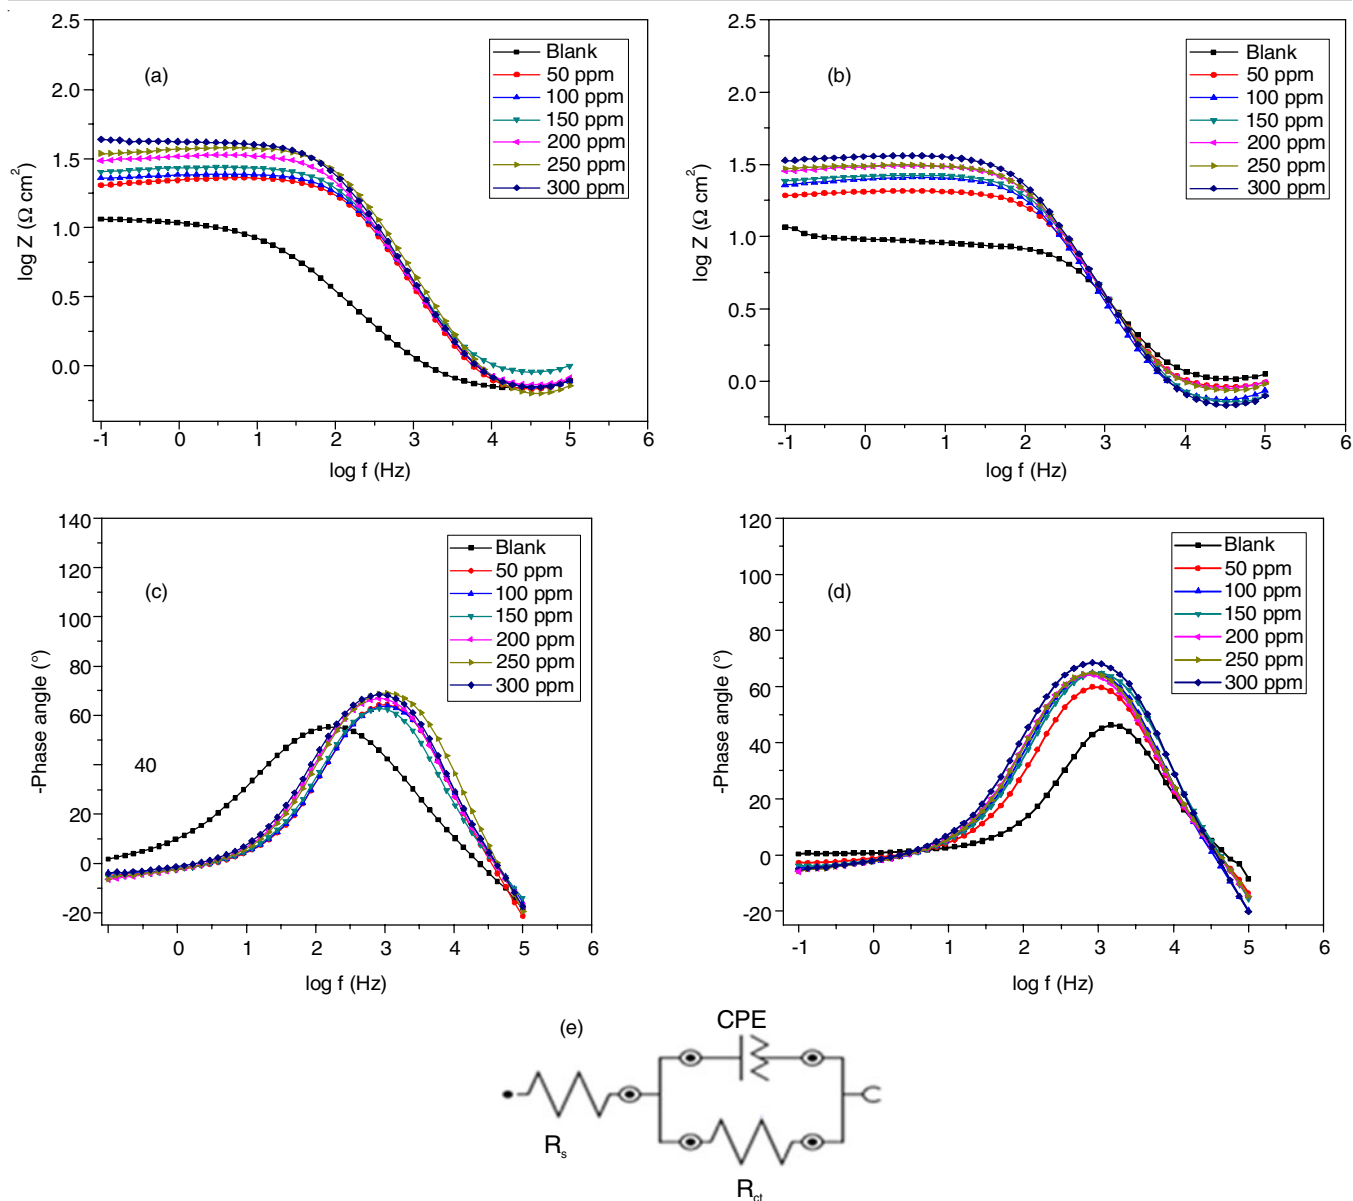 (a)
log Z (Ω cm²)
2.5
2.0
1.5
1.0
0.5
0.0
-1 0 1 2 3 4 5 6
log f (Hz)
Blank
50 ppm
100 ppm
150 ppm
200 ppm
250 ppm
300 ppm
(b)
log Z (Ω cm²)
2.5
2.0
1.5
1.0
0.5
0.0
-1 0 1 2 3 4 5 6
log f (Hz)
Blank
50 ppm
100 ppm
150 ppm
200 ppm
250 ppm
300 ppm
(c)
-Phase angle (°)
140
120
100
80
60
40
20
0
-20
0 1 2 3 4 5 6
log f (Hz)
Blank
50 ppm
100 ppm
150 ppm
200 ppm
250 ppm
300 ppm
(d)
-Phase angle (°)
120
100
80
60
40
20
0
-20
-1 0 1 2 3 4 5 6
log f (Hz)
Blank
50 ppm
100 ppm
150 ppm
200 ppm
250 ppm
300 ppm
(e)
CPE
Rs
Rct